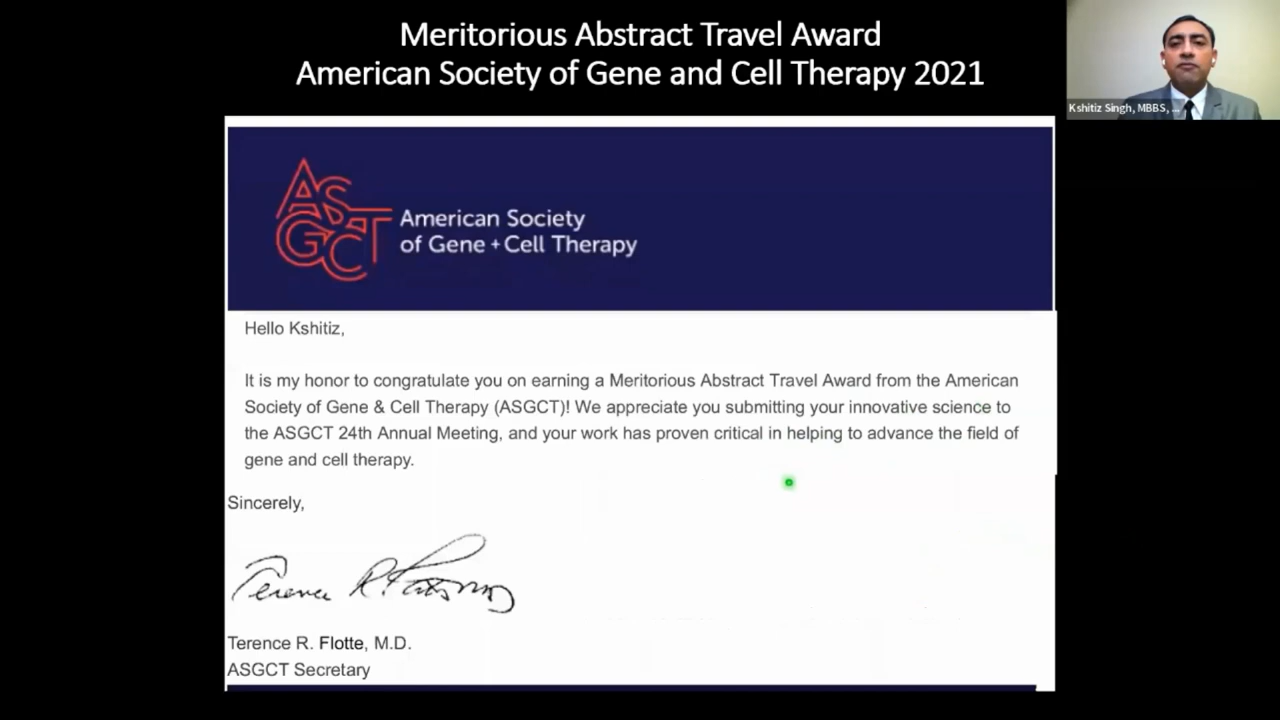 Meritorious Abstract Travel Award
American Society of Gene and Cell Therapy 2021
Kshitiz Singh, MBBS, ...
ASGCT
American Society
of Gene + Cell Therapy
Hello Kshitiz,
It is my honor to congratulate you on earning a Meritorious Abstract Travel Award from the American
Society of Gene & Cell Therapy (ASGCT)! We appreciate you submitting your innovative science to
the ASGCT 24th Annual Meeting, and your work has proven critical in helping to advance the field of
gene and cell therapy.
Sincerely,
Terence R. Flotte, M.D.
ASGCT Secretary